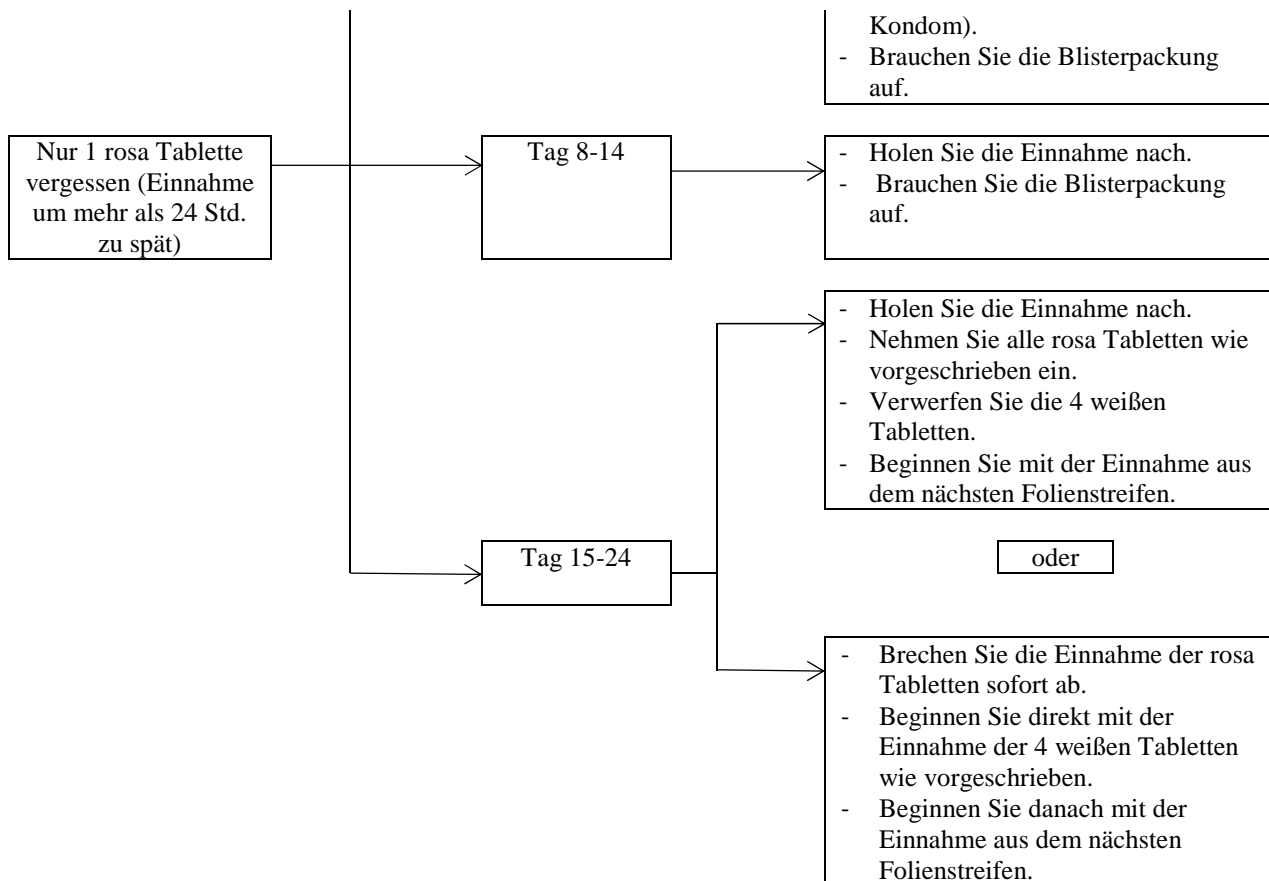 Kondom).
- Brauchen Sie die Blisterpackung
auf.
Nur 1 rosa Tablette
vergessen (Einnahme
um mehr als 24 Std.
zu spät)
Tag 8-14
- Holen Sie die Einnahme nach.
- Brauchen Sie die Blisterpackung
auf.
- Holen Sie die Einnahme nach.
- Nehmen Sie alle rosa Tabletten wie
vorgeschrieben ein.
- Verwerfen Sie die 4 weißen
Tabletten.
- Beginnen Sie mit der Einnahme aus
dem nächsten Folienstreifen.
Tag 15-24
oder
- Brechen Sie die Einnahme der rosa
Tabletten sofort ab.
- Beginnen Sie direkt mit der
Einnahme der 4 weißen Tabletten
wie vorgeschrieben.
- Beginnen Sie danach mit der
Einnahme aus dem nächsten
Folienstreifen.